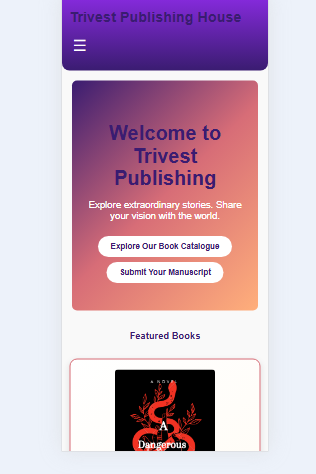 Trivest Publishing House
Welcome to
Trivest
Publishing
Explore extraordinary stories. Share
your vision with the world.
Explore Our Book Catalogue
Submit Your Manuscript
Featured Books
A NOVEL
A
Dangerous